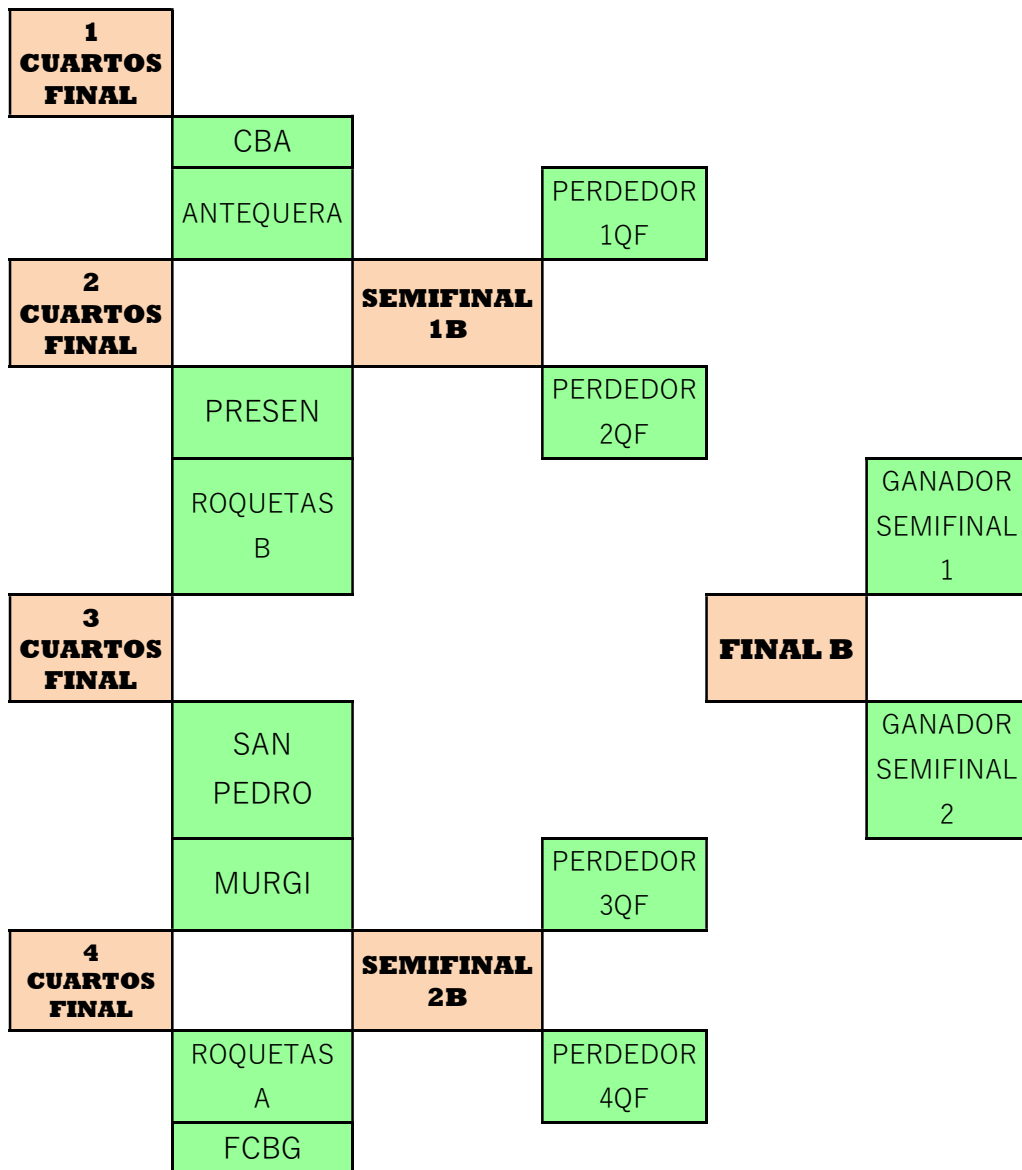 1
CUARTOS
FINAL
CBA
ANTEQUERA
PERDEDOR
1QF
2
CUARTOS
FINAL
SEMIFINAL
1B
PRESEN
PERDEDOR
2QF
ROQUETAS
B
GANADOR
SEMIFINAL
1
3
CUARTOS
FINAL
FINAL B
SAN
PEDRO
GANADOR
SEMIFINAL
2
MURGI
PERDEDOR
3QF
4
CUARTOS
FINAL
SEMIFINAL
2B
ROQUETAS
A
PERDEDOR
4QF
FCBG